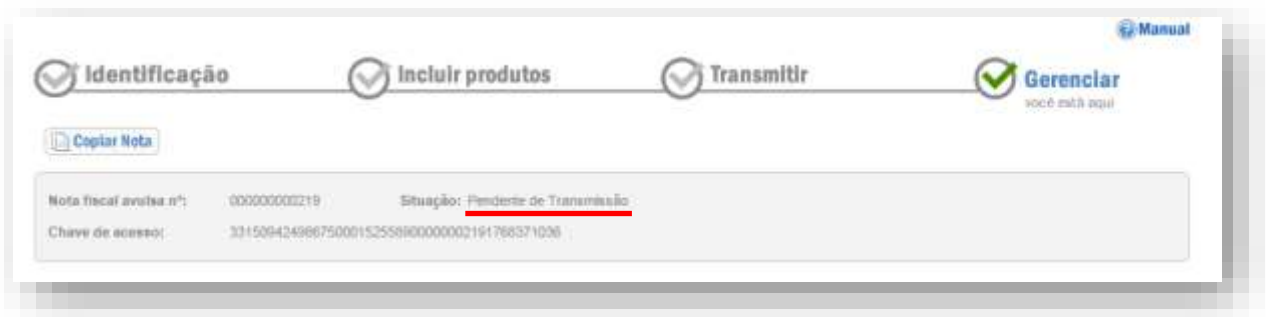 Manual
Identificação
Incluir produtos
Transmitir
Gerenciar
você está aqui
Copiar Nota
Nota fiscal avulsa nº: 000000000219 Situação: Pendente de Transmissão
Chave de acesso: